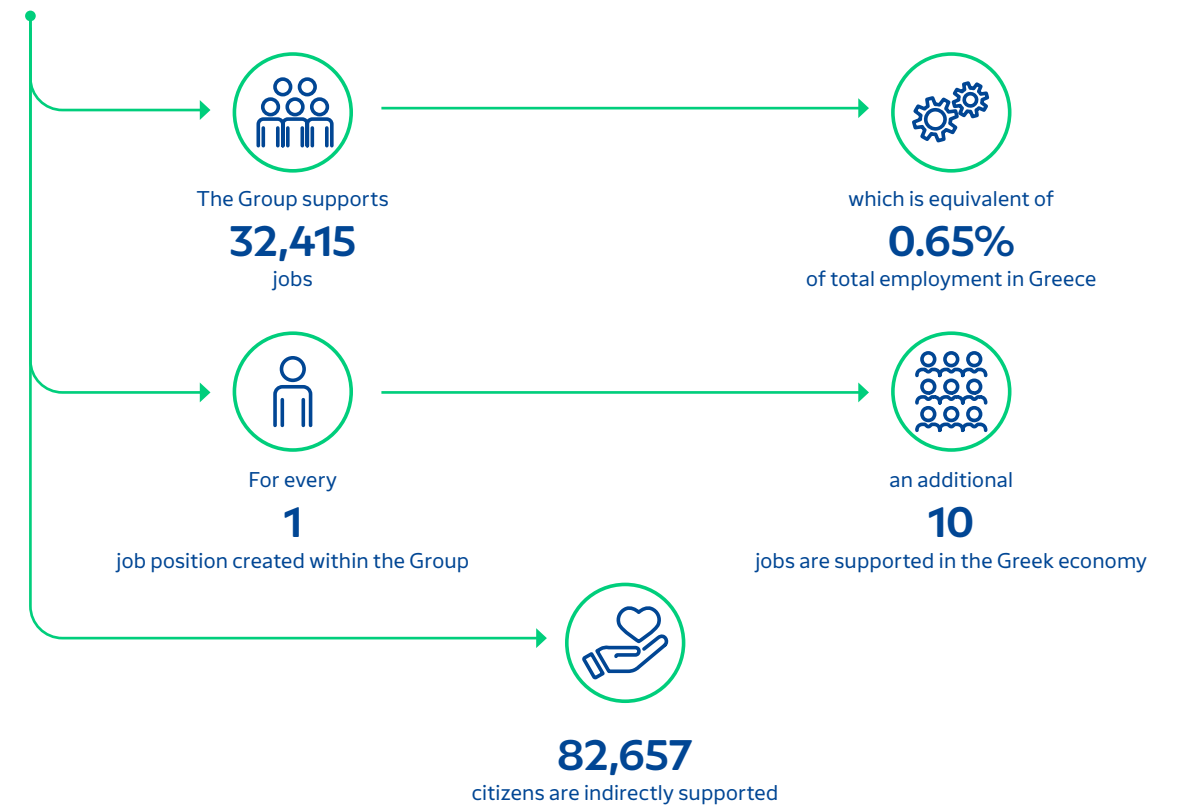 The Group supports
32,415
jobs
which is equivalent of
0.65%
of total employment in Greece
For every
1
job position created within the Group
an additional
10
jobs are supported in the Greek economy
82,657
citizens are indirectly supported